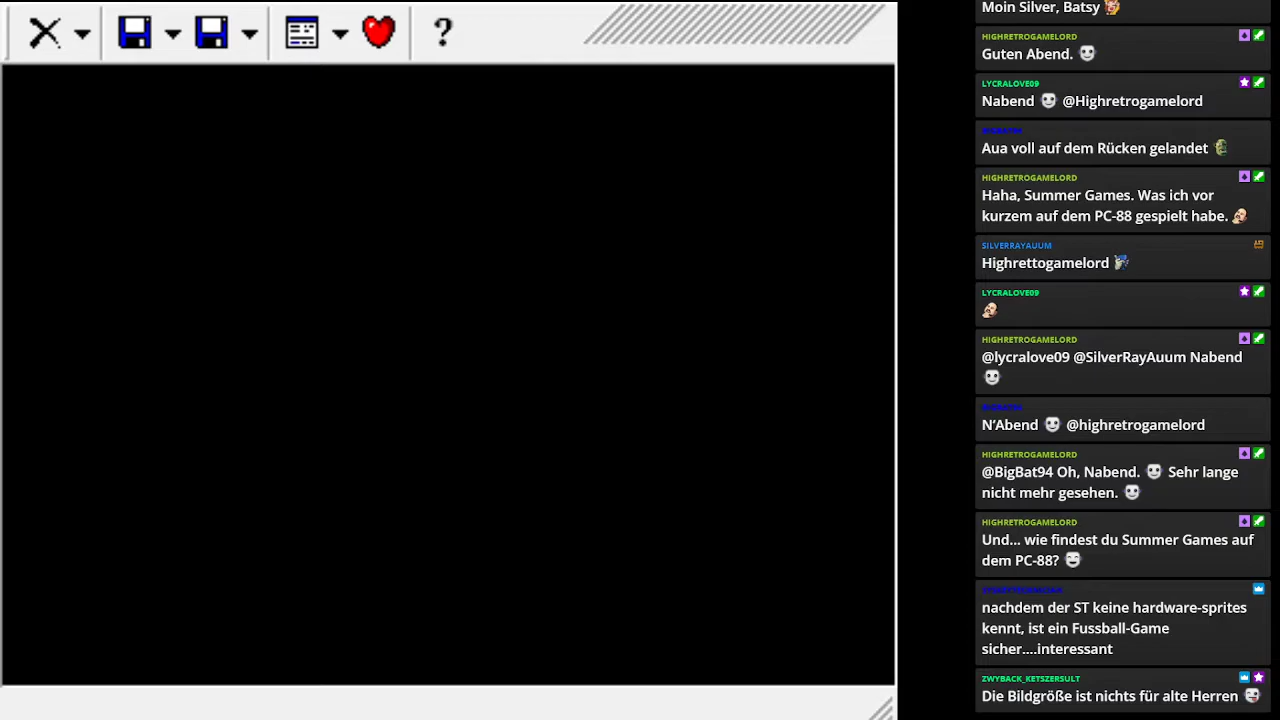 ?
Moin Silver, Batsy
HIGHRETROGAMELORD
Guten Abend.
LYCRALOVE09
Nabend @Highretrogamelord
Aua voll auf dem Rücken gelandet
HIGHRETROGAMELORD
Haha, Summer Games. Was ich vor
kurzem auf dem PC-88 gespielt habe.
SILVERRAYAUUM
Highrettogamelord
LYCRALOVE09
HIGHRETROGAMELORD
@lycralove09 @SilverRayAuum Nabend
N'Abend @highretrogamelord
HIGHRETROGAMELORD
@BigBat94 Oh, Nabend. Sehr lange
nicht mehr gesehen.
HIGHRETROGAMELORD
Und... wie findest du Summer Games auf
dem PC-88?
nachdem der ST keine hardware-sprites
kennt, ist ein Fussball-Game
sicher....interessant
ZWYBACK_KETSZERSULT
Die Bildgröße ist nichts für alte Herren